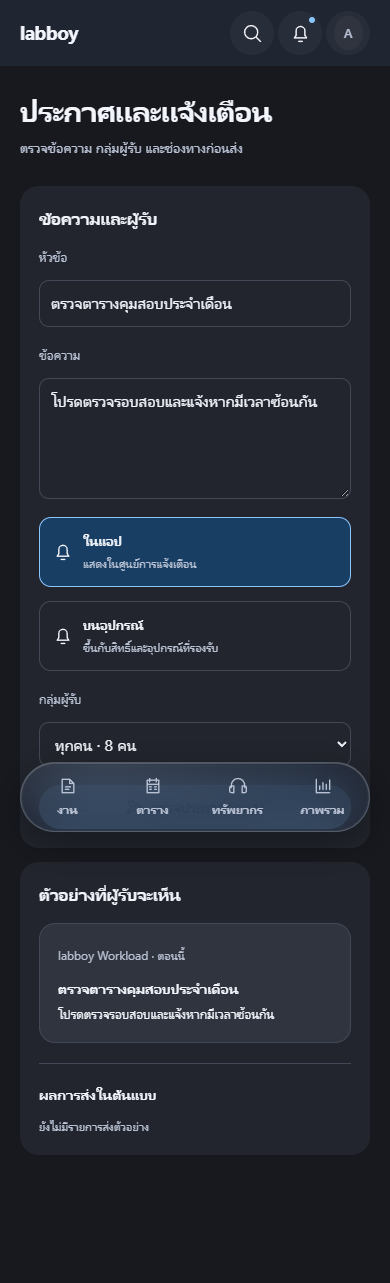 labboy
A
ประกาศและแจ้งเตือน
ตรวจข้อความ กลุ่มผู้รับ และช่องทางก่อนส่ง
ข้อความและผู้รับ
หัวข้อ
ตรวจตารางคุมสอบประจำเดือน
ข้อความ
โปรดตรวจรอบสอบและแจ้งหากมีเวลาซ้อนกัน
ในแอป
แสดงในศูนย์การแจ้งเตือน
บนอุปกรณ์
ขึ้นกับสิทธิ์และอุปกรณ์ที่รองรับ
กลุ่มผู้รับ
ทุกคน · 8 คน
งาน
ตาราง
ทรัพยากร
ภาพรวม
ตัวอย่างที่ผู้รับจะเห็น
labboy Workload · ตอนนี้
ตรวจตารางคุมสอบประจำเดือน
โปรดตรวจรอบสอบและแจ้งหากมีเวลาซ้อนกัน
ผลการส่งในต้นแบบ
ยังไม่มีรายการส่งตัวอย่าง